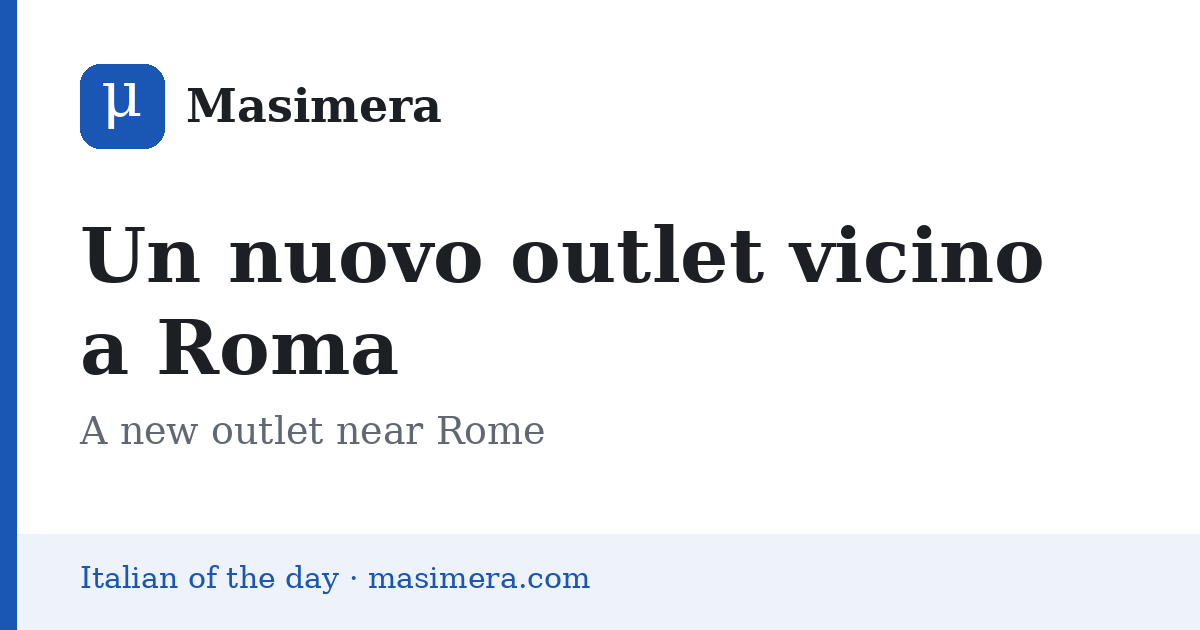 μ
Masimera
Un nuovo outlet vicino
a Roma
A new outlet near Rome
Italian of the day · masimera.com